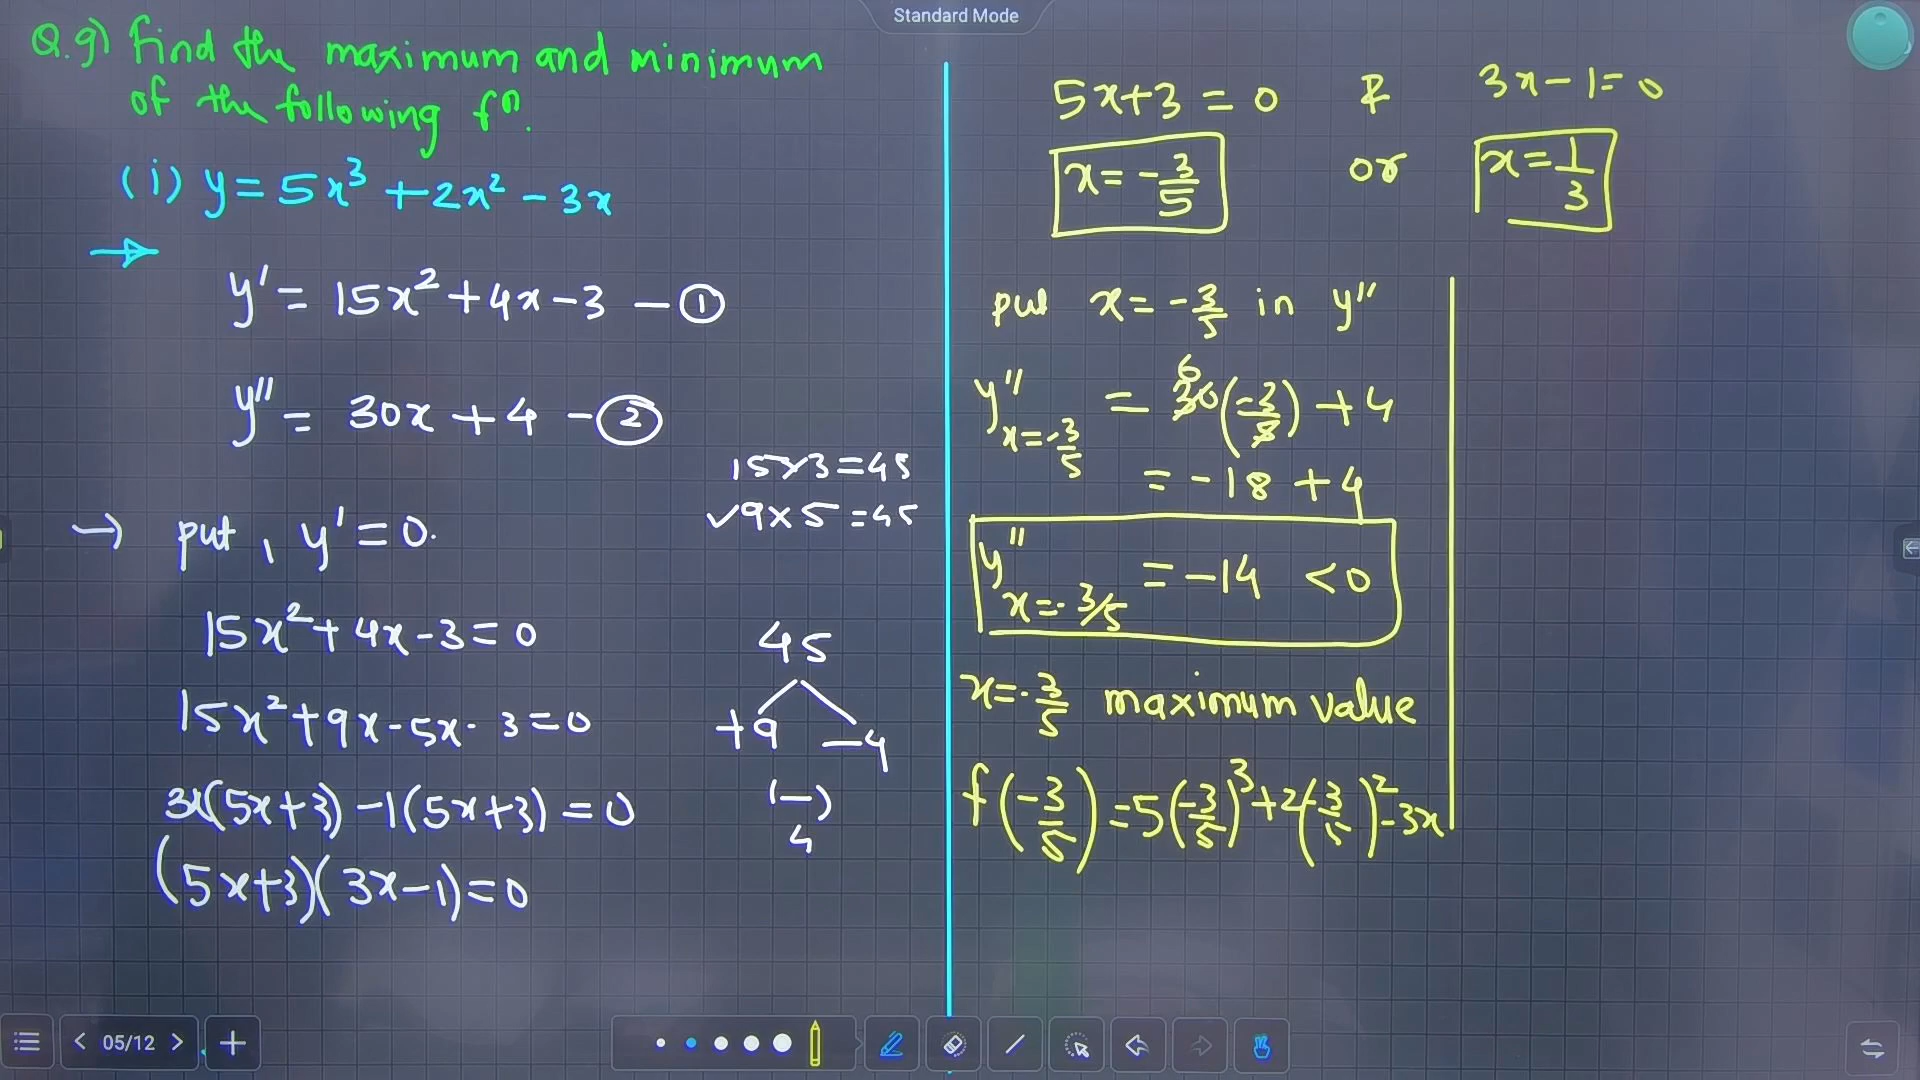 Standard Mode
Q.9) Find the maximum and minimum
of the following fⁿ.
(i) y = 5x³ + 2x² - 3x
→
y' = 15x² + 4x - 3 — ①
y'' = 30x + 4 - ②
15×3=45
✓9×5=45
→ put, y' = 0.
15x² + 4x - 3 = 0
15x² + 9x - 5x - 3 = 0
3x(5x+3) -1(5x+3) = 0
(5x+3)(3x-1) = 0
45
+9 -4
(-)
4
5x+3 = 0 & 3x-1=0
x = -3/5 or x = 1/3
put x = -3/5 in y''
6
y'' x=-3/5 = 30(-3/5) + 4
= -18 + 4
y'' x=-3/5 = -14 < 0
x=-3/5 maximum value
f(-3/5) = 5(-3/5)³ + 2(-3/5)² - 3x
05/12